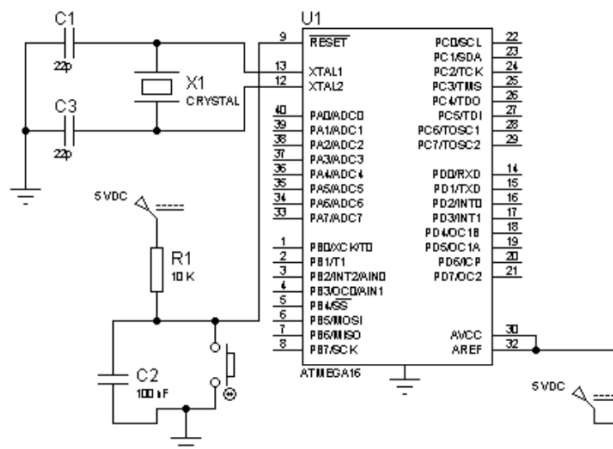 C1
22p
X1
CRYSTAL
C3
22p
5 VDC
R1
10K
C2
100nF
U1
9 RESET
13 XTAL1
12 XTAL2
40 PA0/ADC0
39 PA1/ADC1
38 PA2/ADC2
37 PA3/ADC3
36 PA4/ADC4
35 PA5/ADC5
34 PA6/ADC6
33 PA7/ADC7
1 PB0/XCK/T0
2 PB1/T1
3 PB2/INT2/AIN0
4 PB3/OC0/AIN1
5 PB4/SS
6 PB5/MOSI
7 PB6/MISO
8 PB7/SCK
PC0/SCL 22
PC1/SDA 23
PC2/TCK 24
PC3/TMS 25
PC4/TDO 26
PC5/TDI 27
PC6/TOSC1 28
PC7/TOSC2 29
PD0/RXD 14
PD1/TXD 15
PD2/INT0 16
PD3/INT1 17
PD4/OC1B 18
PD5/OC1A 19
PD6/ICP 20
PD7/OC2 21
AVCC 30
AREF 32
ATMEGA16
5 VDC